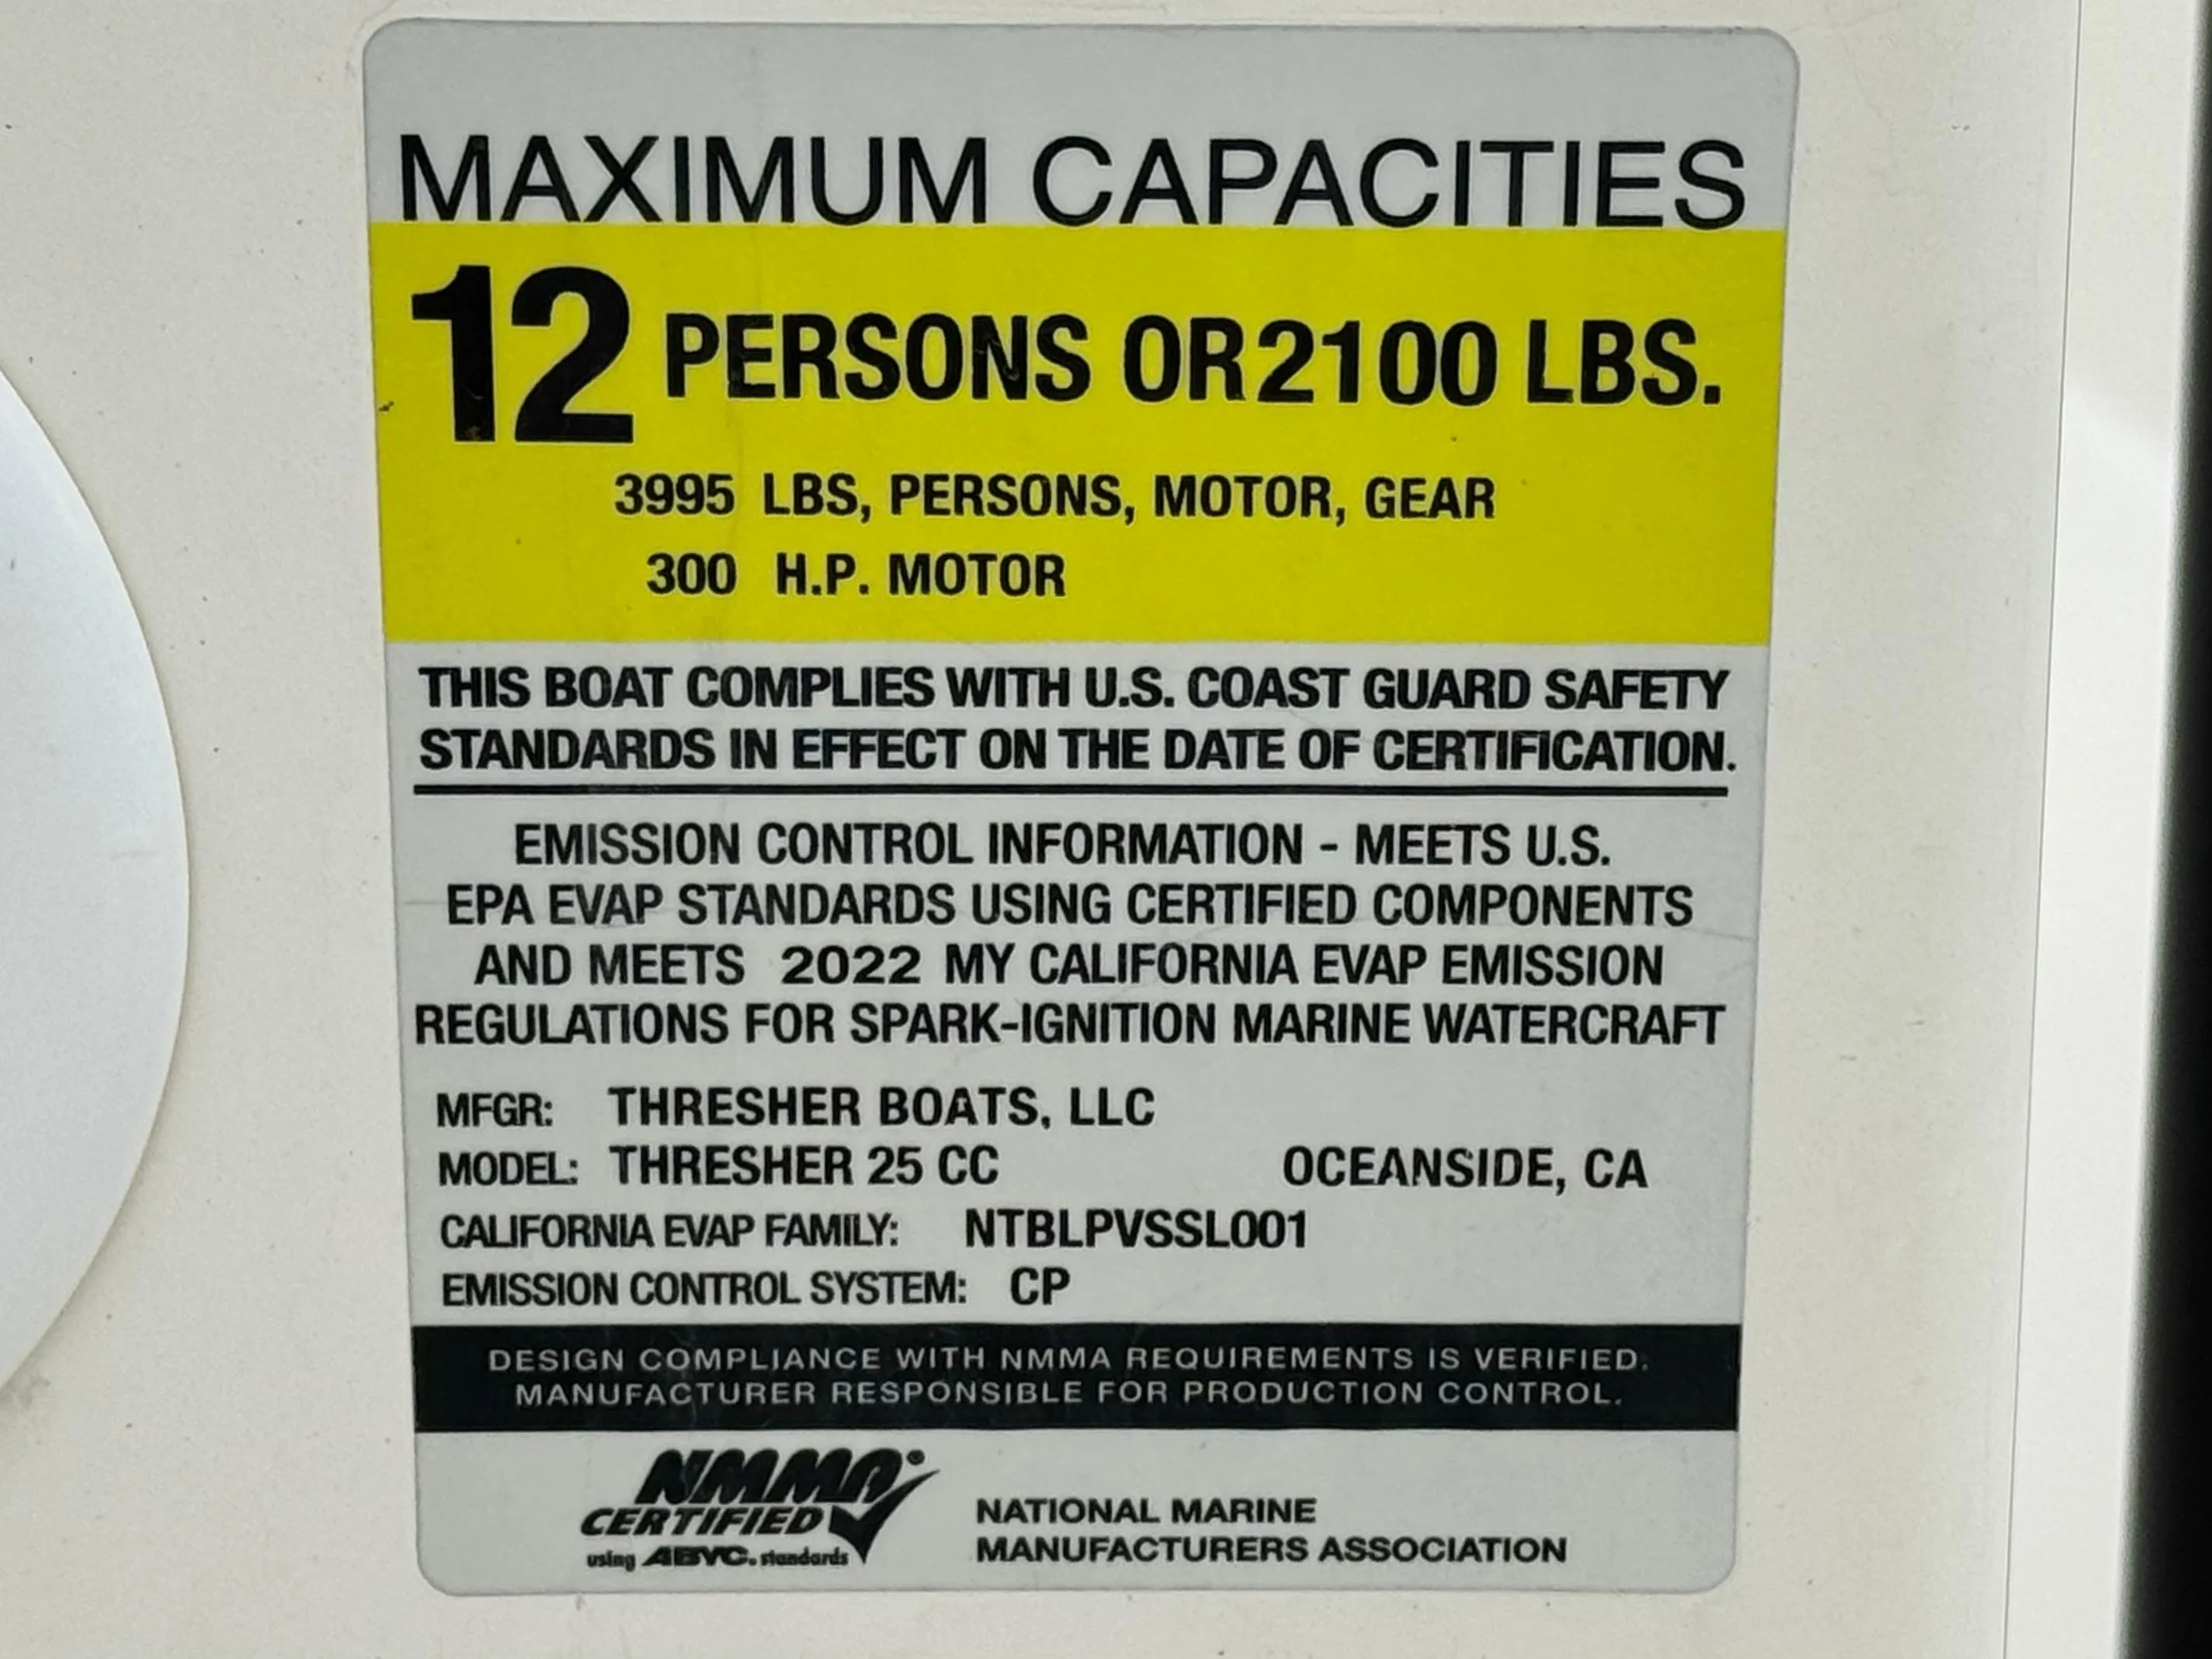 MAXIMUM CAPACITIES
12 PERSONS OR 2100 LBS.
3995 LBS, PERSONS, MOTOR, GEAR
300 H.P. MOTOR
THIS BOAT COMPLIES WITH U.S. COAST GUARD SAFETY
STANDARDS IN EFFECT ON THE DATE OF CERTIFICATION.
EMISSION CONTROL INFORMATION - MEETS U.S.
EPA EVAP STANDARDS USING CERTIFIED COMPONENTS
AND MEETS 2022 MY CALIFORNIA EVAP EMISSION
REGULATIONS FOR SPARK-IGNITION MARINE WATERCRAFT
MFGR: THRESHER BOATS, LLC
MODEL: THRESHER 25 CC OCEANSIDE, CA
CALIFORNIA EVAP FAMILY: NTBLPVSSL001
EMISSION CONTROL SYSTEM: CP
DESIGN COMPLIANCE WITH NMMA REQUIREMENTS IS VERIFIED.
MANUFACTURER RESPONSIBLE FOR PRODUCTION CONTROL.
NMMA®
CERTIFIED
using ABYC. standards
NATIONAL MARINE
MANUFACTURERS ASSOCIATION